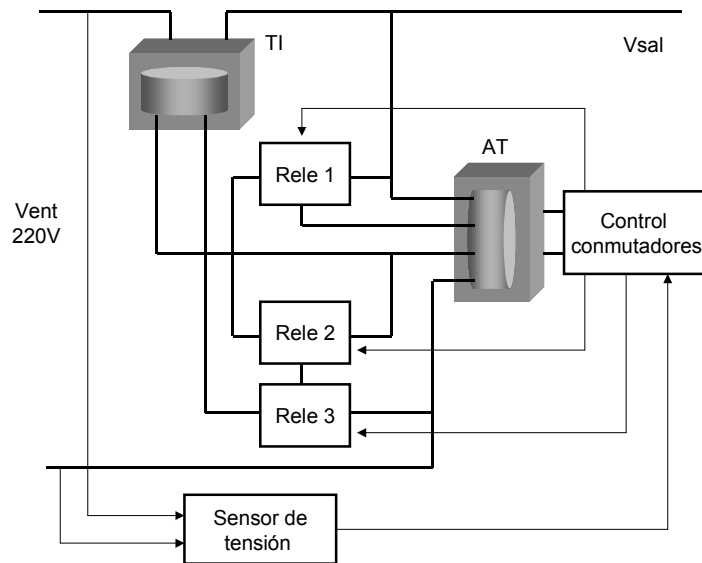 TI
Vsal
AT
Rele 1
Vent
220V
Control
conmutadores
Rele 2
Rele 3
Sensor de
tensión